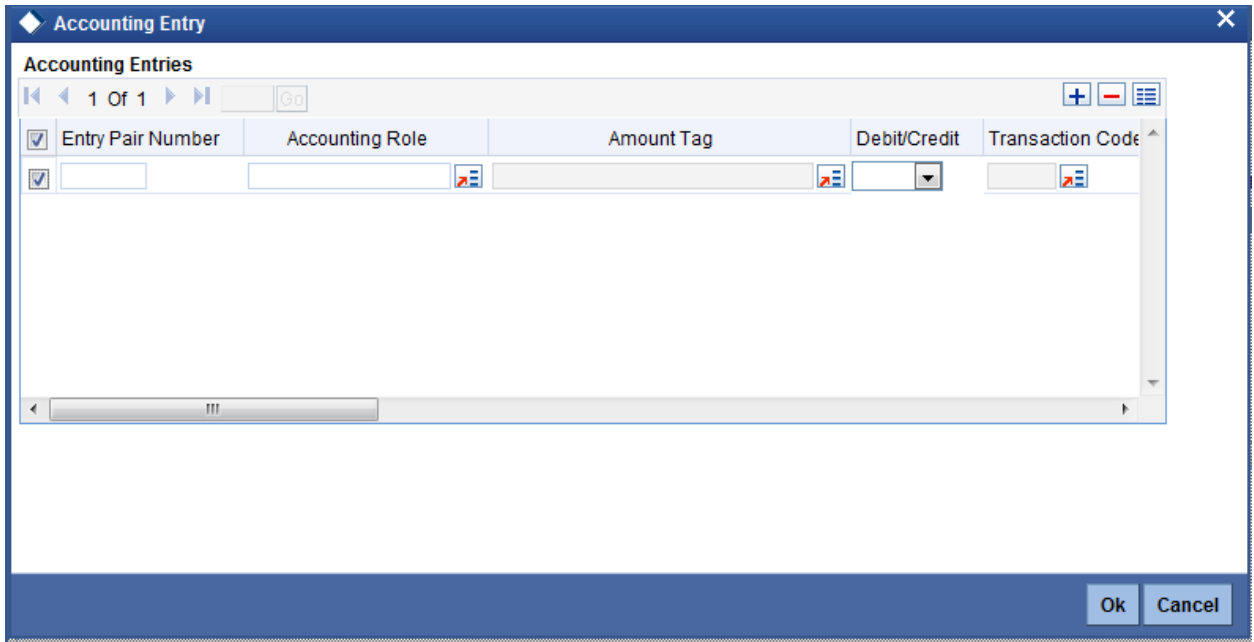 Accounting Entry
Accounting Entries
1 Of 1 Go
Entry Pair Number Accounting Role Amount Tag Debit/Credit Transaction Code
Ok Cancel